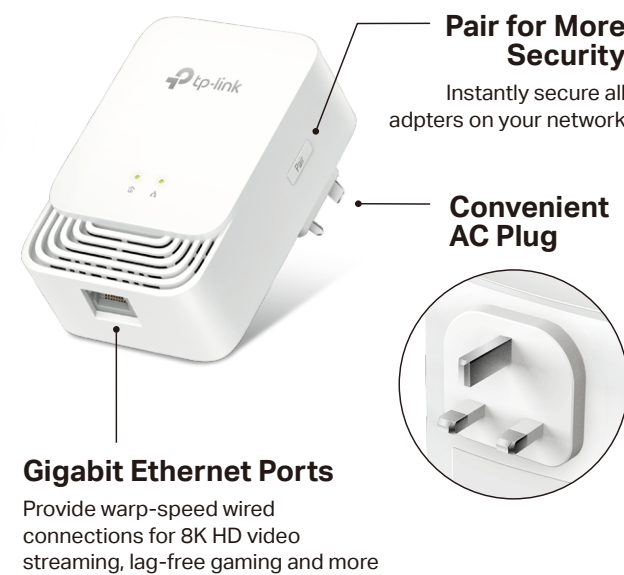 Pair for More
Security
Instantly secure all
adpters on your network
tp-link
Pair
Convenient
AC Plug
Gigabit Ethernet Ports
Provide warp-speed wired
connections for 8K HD video
streaming, lag-free gaming and more